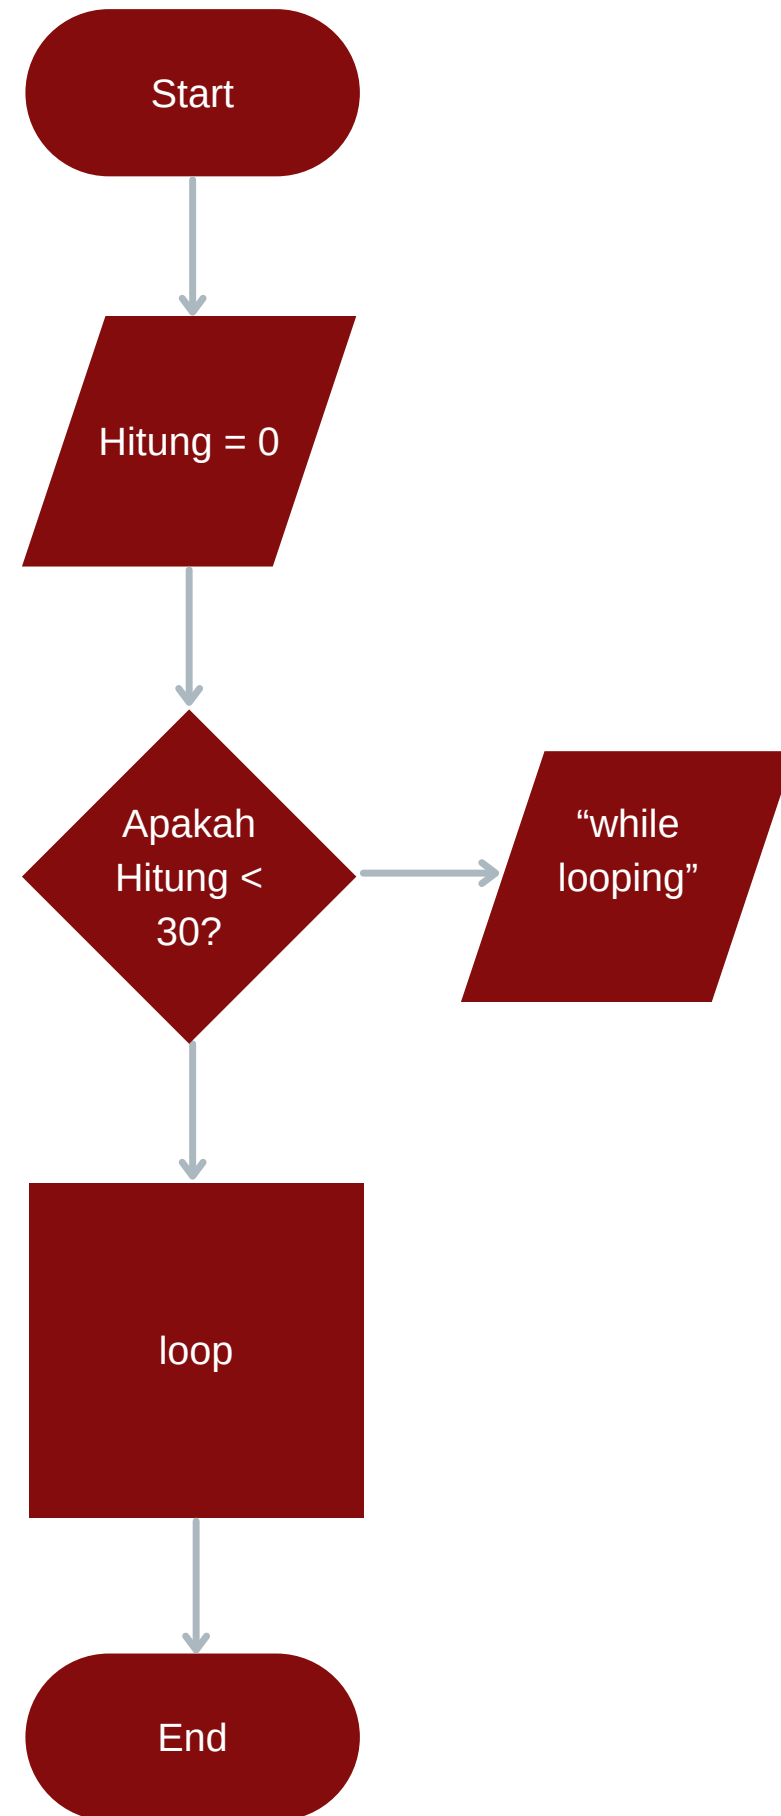 Start
Hitung = 0
Apakah
Hitung <
30?
“while
looping”
loop
End